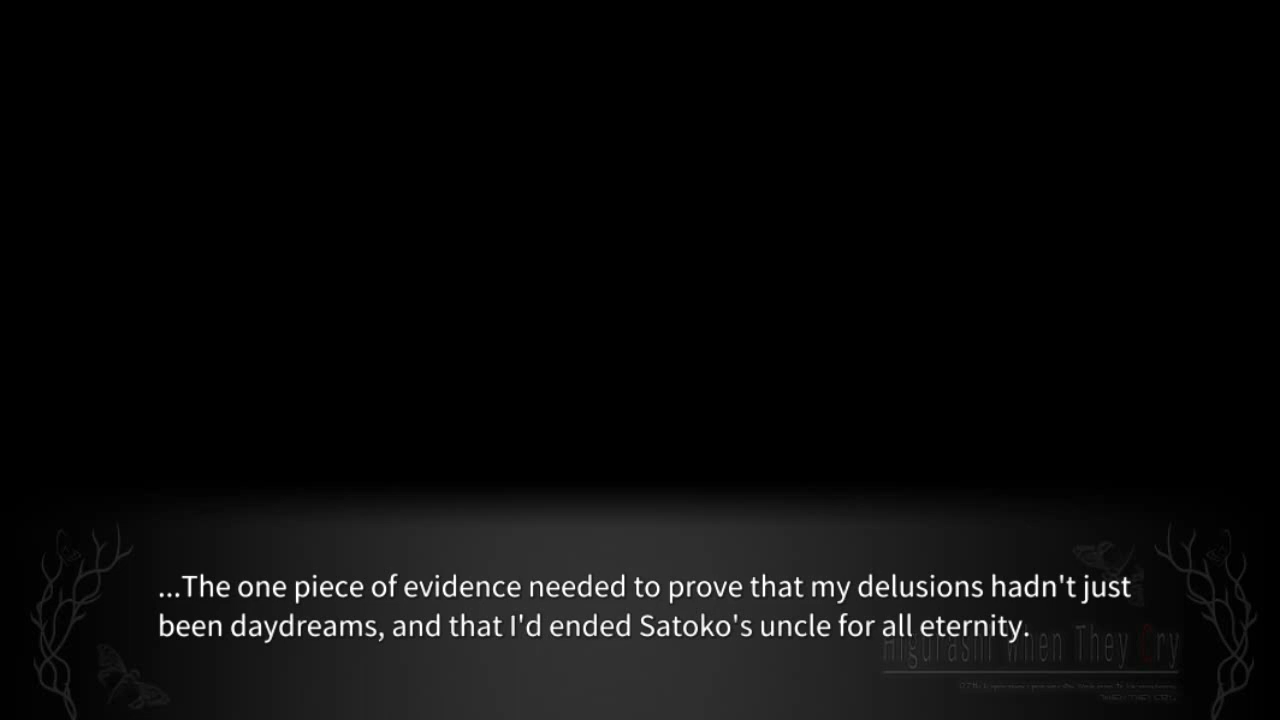 ...The one piece of evidence needed to prove that my delusions hadn't just
been daydreams, and that I'd ended Satoko's uncle for all eternity.
Higurashi When They Cry